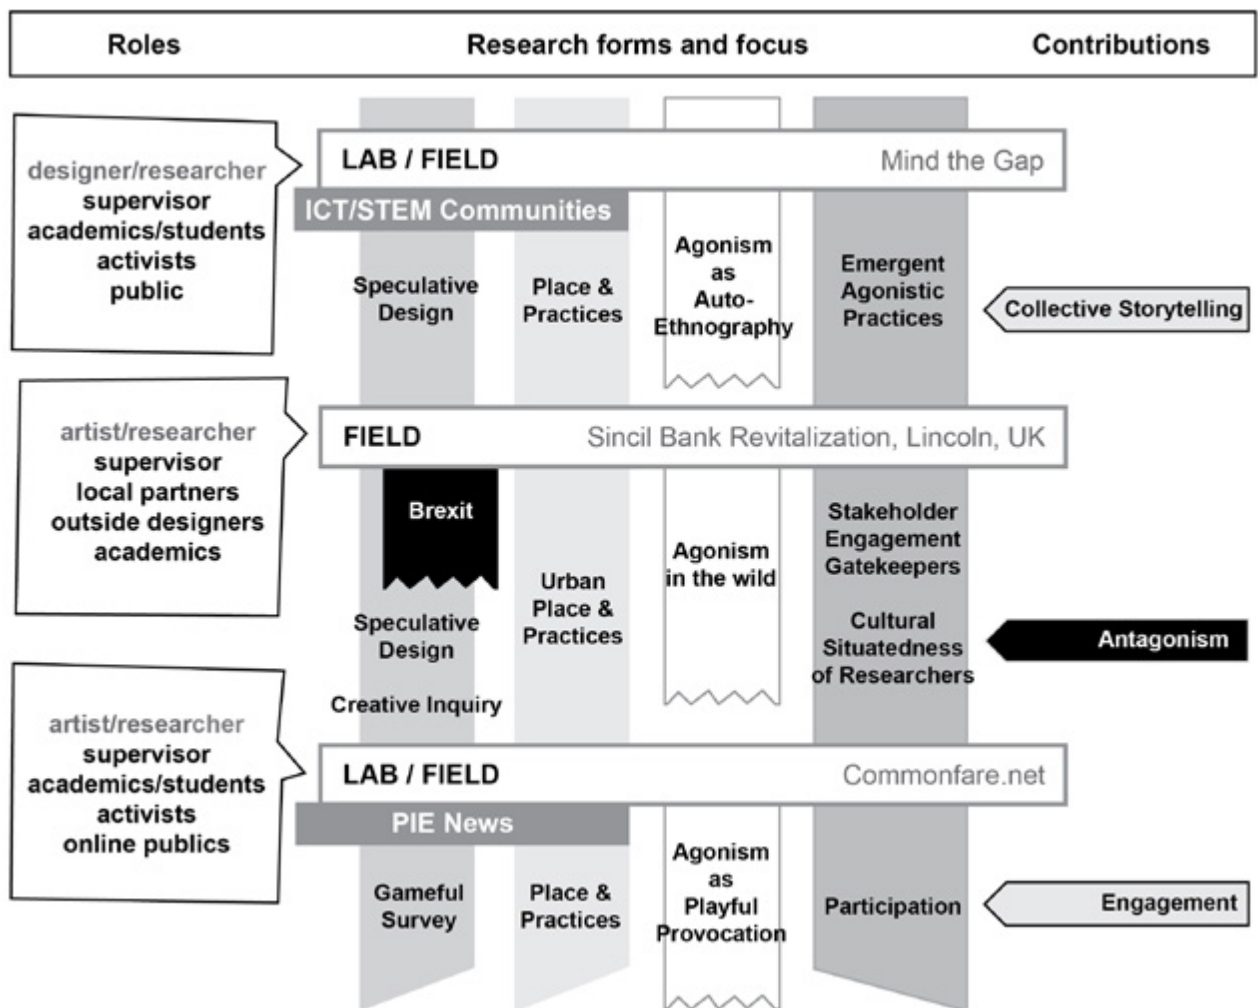 Roles
Research forms and focus
Contributions
designer/researcher
supervisor
academics/students
activists
public
LAB / FIELD
Mind the Gap
ICT/STEM Communities
Speculative
Design
Place &
Practices
Agonism
as
Auto-
Ethnography
Emergent
Agonistic
Practices
Collective Storytelling
artist/researcher
supervisor
local partners
outside designers
academics
FIELD
Sincil Bank Revitalization, Lincoln, UK
Brexit
Speculative
Design
Creative Inquiry
Urban
Place &
Practices
Agonism
in the wild
Stakeholder
Engagement
Gatekeepers
Cultural
Situatedness
of Researchers
Antagonism
artist/researcher
supervisor
academics/students
activists
online publics
LAB / FIELD
Commonfare.net
PIE News
Gameful
Survey
Place &
Practices
Agonism
as
Playful
Provocation
Participation
Engagement